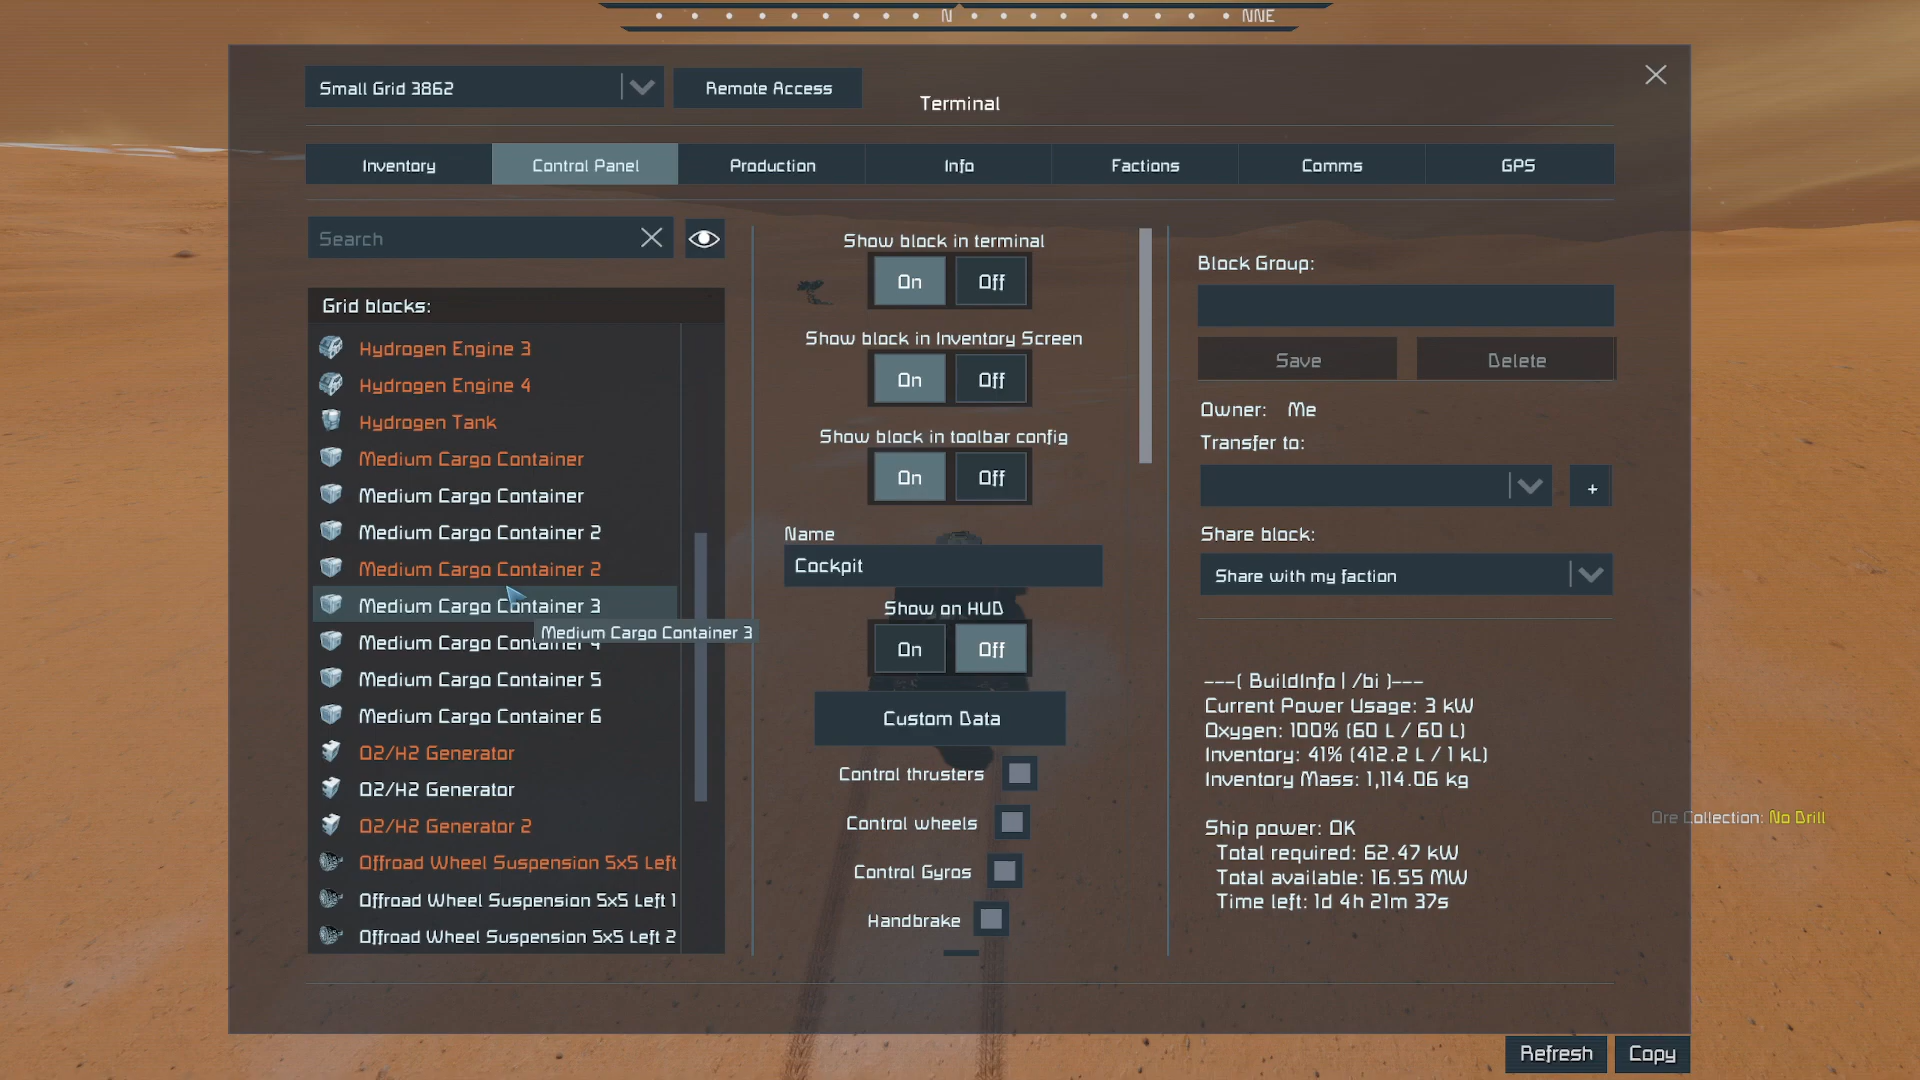 N
NNE
Small Grid 3862
Remote Access
Terminal
Inventory
Control Panel
Production
Info
Factions
Comms
GPS
Search
Grid blocks:
Hydrogen Engine 3
Hydrogen Engine 4
Hydrogen Tank
Medium Cargo Container
Medium Cargo Container
Medium Cargo Container 2
Medium Cargo Container 2
Medium Cargo Container 3
Medium Cargo Container 3
Medium Cargo Container 4
Medium Cargo Container 5
Medium Cargo Container 6
O2/H2 Generator
O2/H2 Generator
O2/H2 Generator 2
Offroad Wheel Suspension 5x5 Left
Offroad Wheel Suspension 5x5 Left 1
Offroad Wheel Suspension 5x5 Left 2
Show block in terminal
On Off
Show block in Inventory Screen
On Off
Show block in toolbar config
On Off
Name
Cockpit
Show on HUD
On Off
Custom Data
Control thrusters
Control wheels
Control Gyros
Handbrake
Block Group:
Save
Delete
Owner: Me
Transfer to:
+
Share block:
Share with my faction
---( BuildInfo | /bi )---
Current Power Usage: 3 kW
Oxygen: 100% (60 L / 60 L)
Inventory: 41% (412.2 L / 1 kL)
Inventory Mass: 1,114.06 kg
Ship power: OK
Total required: 62.47 kW
Total available: 16.55 MW
Time left: 1d 4h 21m 37s
Ore Collection: No Drill
Refresh
Copy